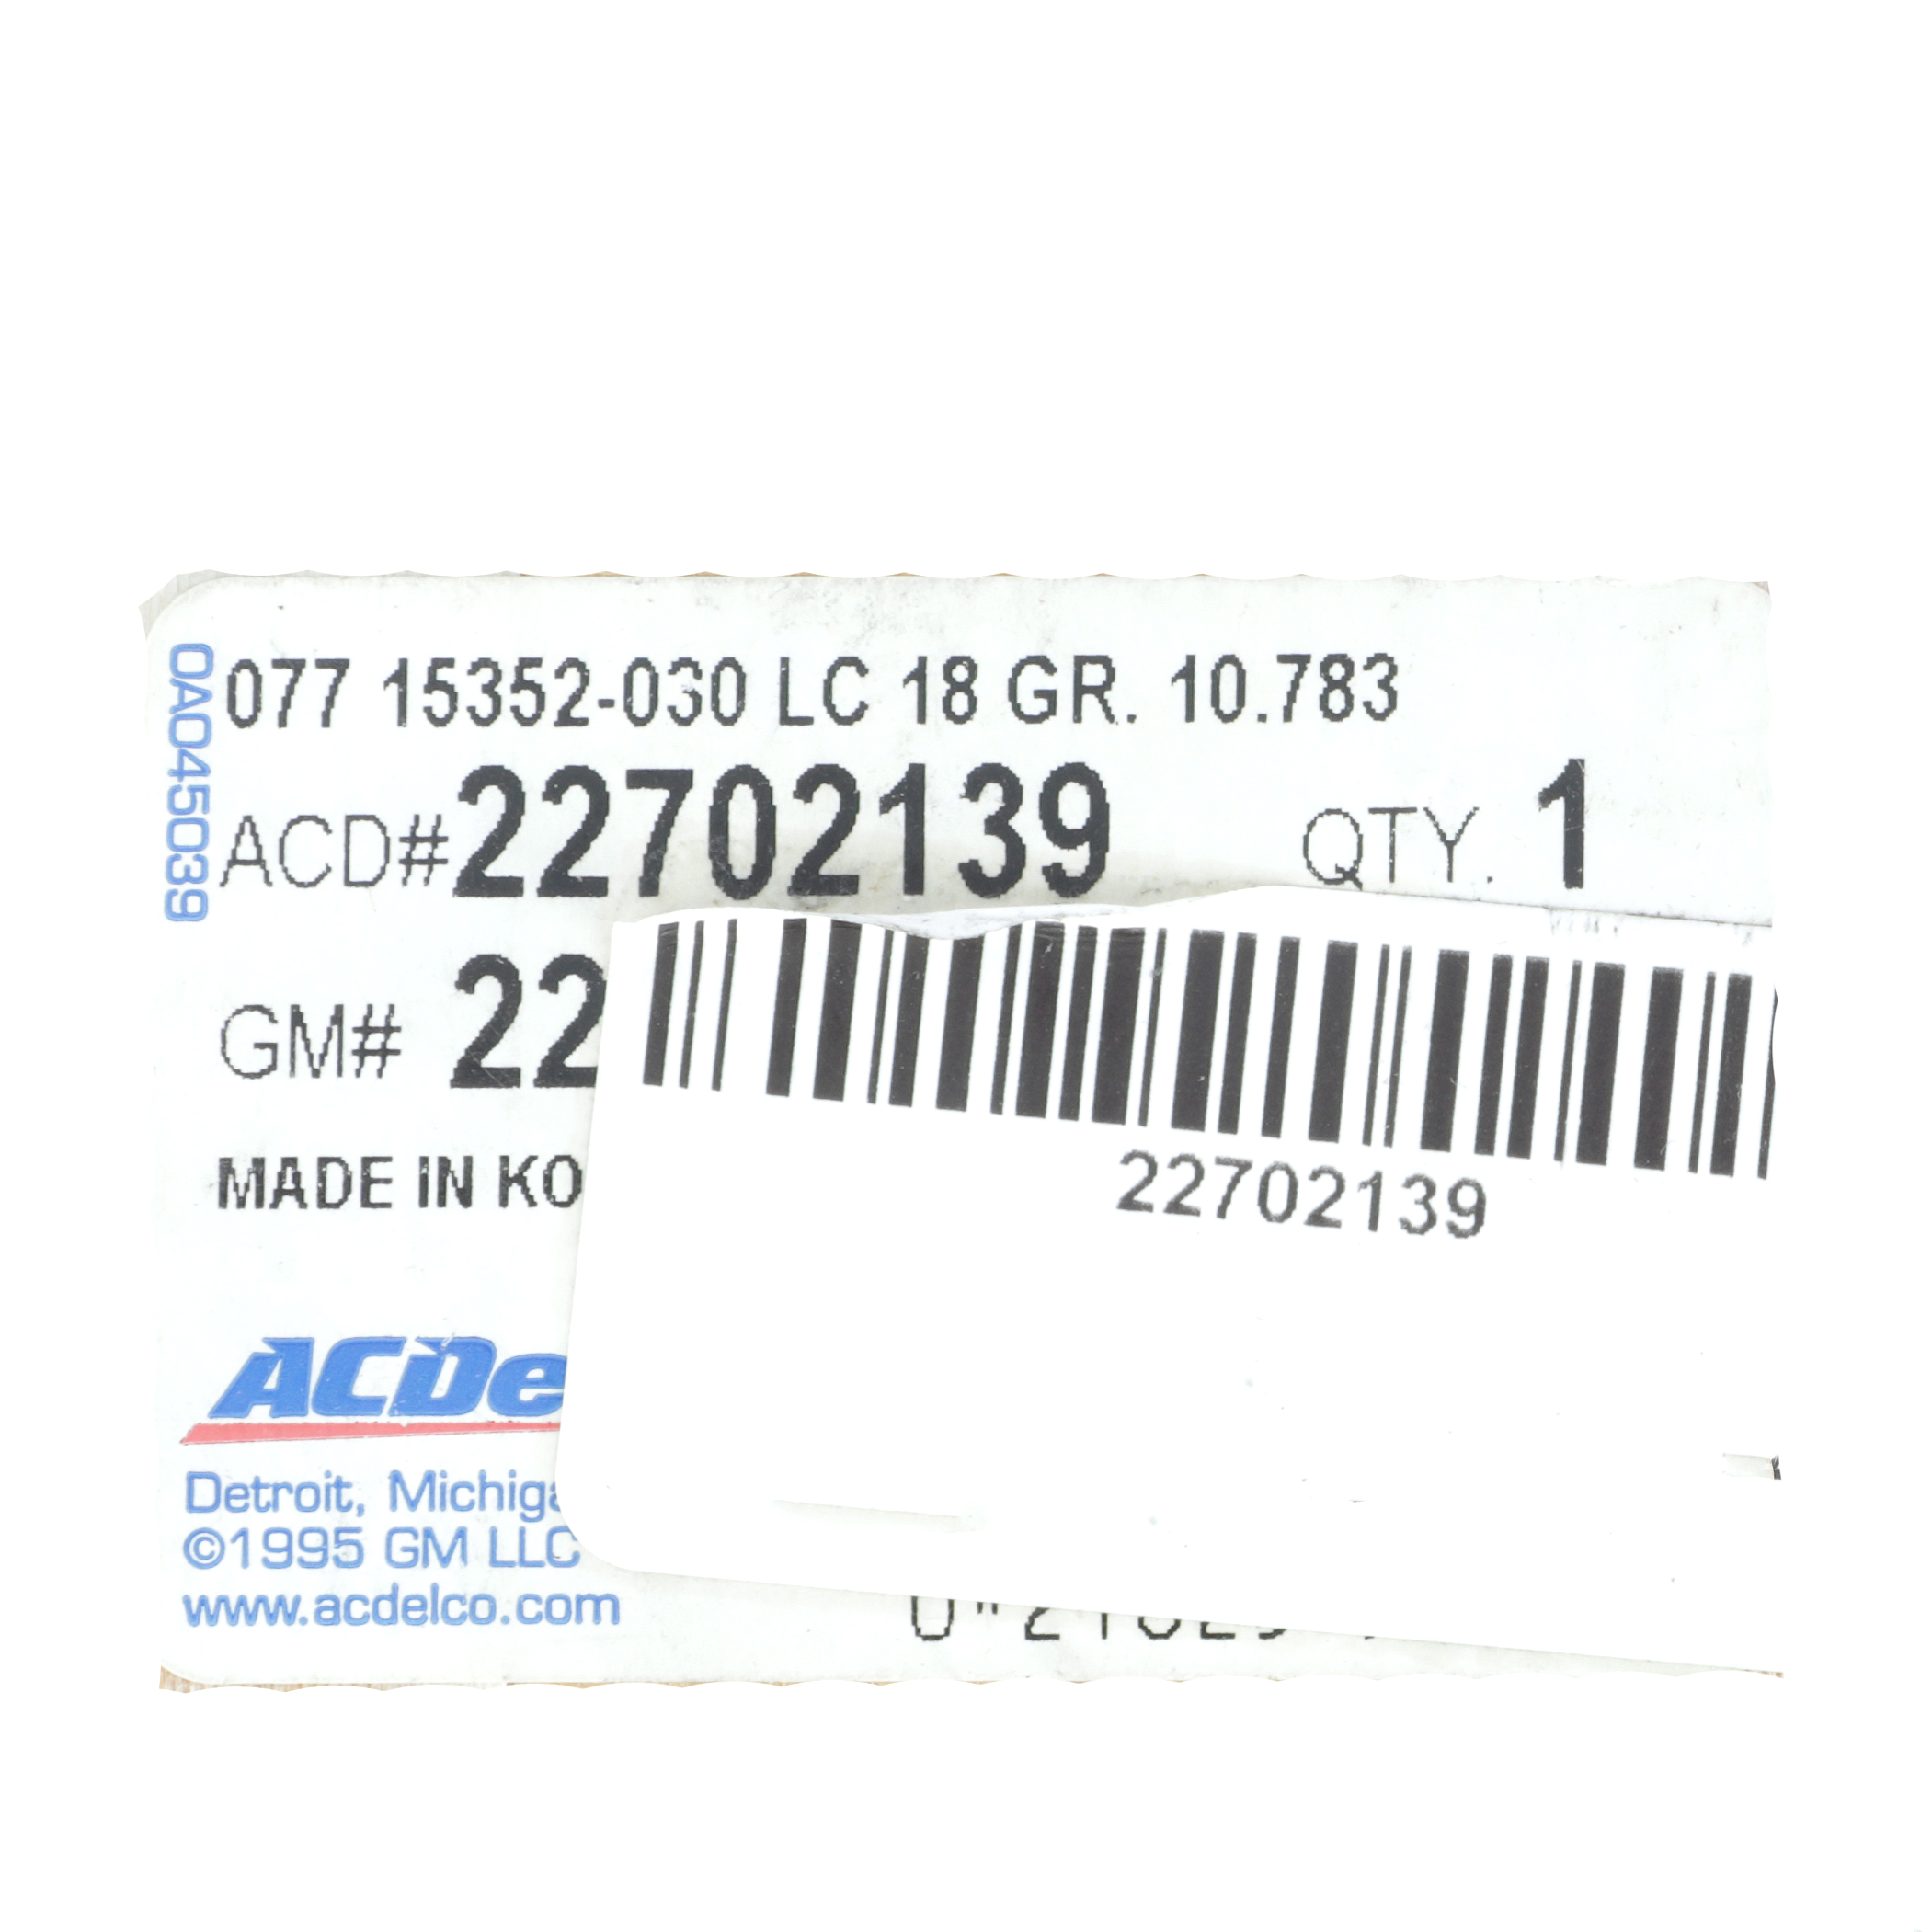 0A045039
077 15352-030 LC 18 GR. 10.783
ACD# 22702139 QTY. 1
GM# 22
MADE IN KO
22702139
ACDe
Detroit, Michiga
©1995 GM LLC
www.acdelco.com